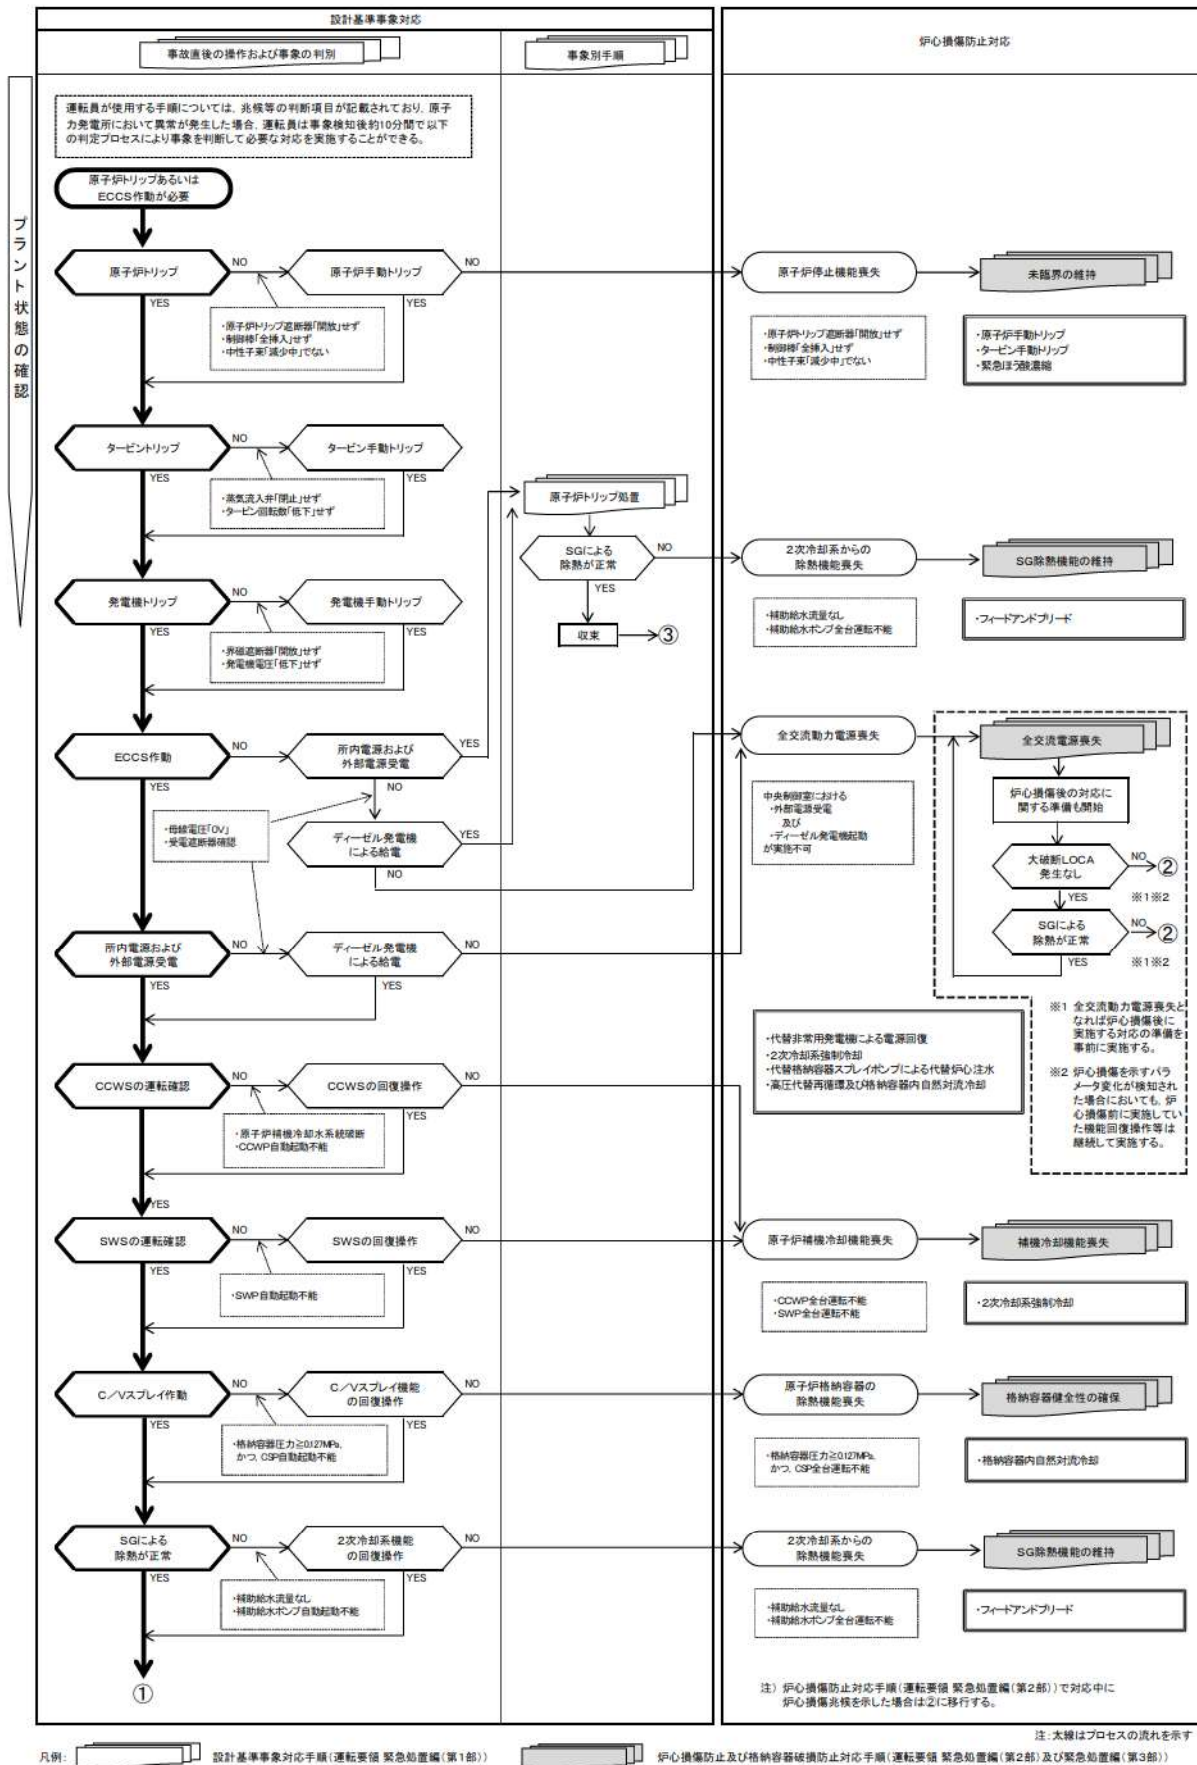 設計基準事象対応
事故直後の操作および事象の判別
事象別手順
炉心損傷防止対応
プラント状態の確認
運転員が使用する手順については、兆候等の判断項目が記載されており、原子
力発電所において異常が発生した場合、運転員は事象検知後約10分間で以下
の判定プロセスにより事象を判断して必要な対応を実施することができる。
原子炉トリップあるいは
ECCS作動が必要
原子炉トリップ
NO
原子炉手動トリップ
NO
原子炉停止機能喪失
未臨界の維持
YES
YES
・原子炉トリップ遮断器「開放」せず
・制御棒「全挿入」せず
・中性子束「減少中」でない
・原子炉トリップ遮断器「開放」せず
・制御棒「全挿入」せず
・中性子束「減少中」でない
・原子炉手動トリップ
・タービン手動トリップ
・緊急ほう酸濃縮
タービントリップ
NO
タービン手動トリップ
YES
YES
・蒸気流入弁「閉止」せず
・タービン回転数「低下」せず
原子炉トリップ処置
SGによる
除熱が正常
NO
YES
収束
③
2次冷却系からの
除熱機能喪失
SG除熱機能の維持
・補助給水流量なし
・補助給水ポンプ全台運転不能
・フィードアンドブリード
発電機トリップ
NO
発電機手動トリップ
YES
YES
・界磁遮断器「開放」せず
・発電機電圧「低下」せず
ECCS作動
NO
所内電源および
外部電源受電
YES
YES
NO
・母線電圧「0V」
・受電遮断器確認
ディーゼル発電機
による給電
YES
NO
全交流動力電源喪失
全交流電源喪失
中央制御室における
・外部電源受電
及び
・ディーゼル発電機起動
が実施不可
炉心損傷後の対応に
関する準備も開始
大破断LOCA
発生なし
NO
②
YES
※1※2
SGによる
除熱が正常
NO
②
YES
※1※2
所内電源および
外部電源受電
NO
ディーゼル発電機
による給電
NO
YES
YES
※1 全交流動力電源喪失と
なれば炉心損傷後に
実施する対応の準備を
事前に実施する。
※2 炉心損傷を示すパラ
メータ変化が検知され
た場合においても、炉
心損傷前に実施してい
た機能回復操作等は
継続して実施する。
・代替非常用発電機による電源回復
・2次冷却系強制冷却
・代替格納容器スプレイポンプによる代替炉心注水
・高圧代替再循環及び格納容器内自然対流冷却
CCWSの運転確認
NO
CCWSの回復操作
NO
YES
・原子炉補機冷却水系統破断
・CCWP自動起動不能
YES
SWSの運転確認
NO
SWSの回復操作
NO
原子炉補機冷却機能喪失
補機冷却機能喪失
YES
YES
・SWP自動起動不能
・CCWP全台運転不能
・SWP全台運転不能
・2次冷却系強制冷却
C/Vスプレイ作動
NO
C/Vスプレイ機能
の回復操作
NO
原子炉格納容器の
除熱機能喪失
格納容器健全性の確保
YES
YES
・格納容器圧力≧0.127MPa、
かつ、CSP自動起動不能
・格納容器圧力≧0.127MPa、
かつ、CSP全台運転不能
・格納容器内自然対流冷却
SGによる
除熱が正常
NO
2次冷却系機能
の回復操作
NO
2次冷却系からの
除熱機能喪失
SG除熱機能の維持
YES
YES
・補助給水流量なし
・補助給水ポンプ自動起動不能
・補助給水流量なし
・補助給水ポンプ全台運転不能
・フィードアンドブリード
①
注）炉心損傷防止対応手順（運転要領 緊急処置編（第2部））で対応中に
炉心損傷兆候を示した場合は②に移行する。
注：太線はプロセスの流れを示す
凡例：
設計基準事象対応手順（運転要領 緊急処置編（第1部））
炉心損傷防止及び格納容器破損防止対応手順（運転要領 緊急処置編（第2部）及び緊急処置編（第3部））